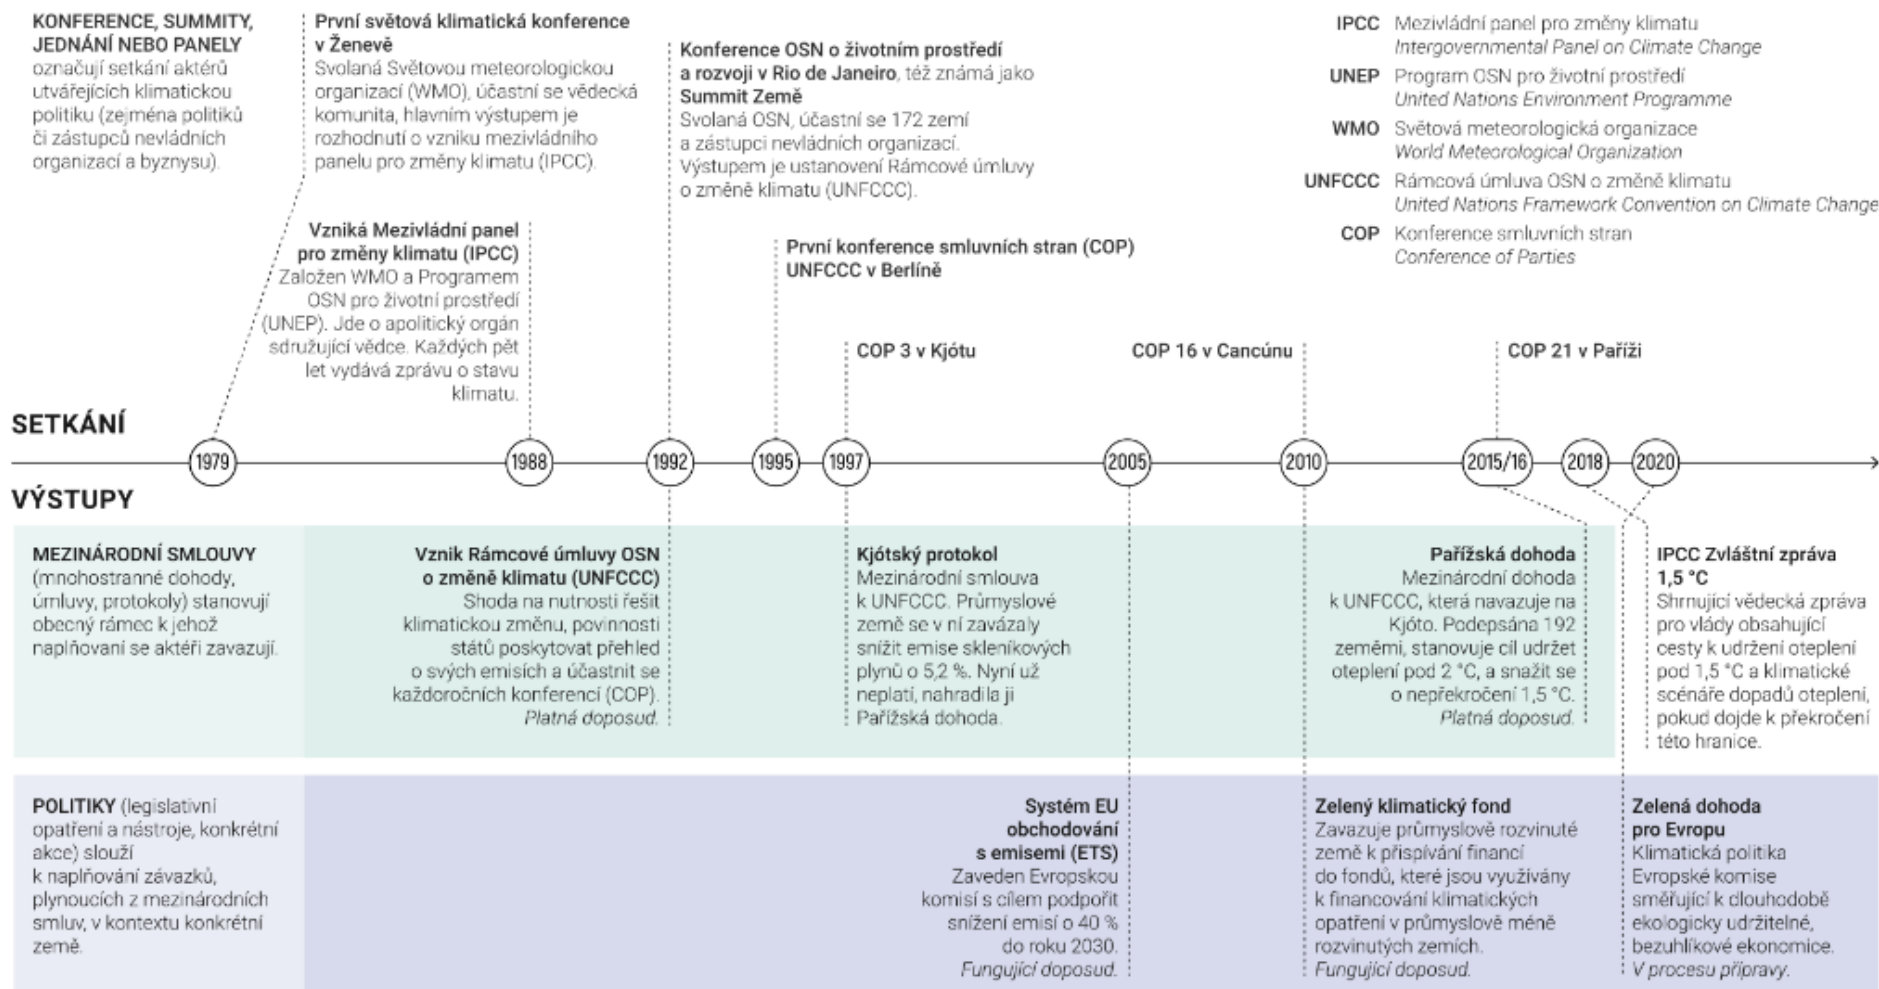 KONFERENCE, SUMMITY,
JEDNÁNÍ NEBO PANELY
označují setkání aktérů
utvářejících klimatickou
politiku (zejména politiků
či zástupců nevládních
organizací a byznysu).
První světová klimatická konference
v Ženevě
Svolaná Světovou meteorologickou
organizací (WMO), účastní se vědecká
komunita, hlavním výstupem je
rozhodnutí o vzniku mezivládního
panelu pro změny klimatu (IPCC).
Vzniká Mezivládní panel
pro změny klimatu (IPCC)
Založen WMO a Programem
OSN pro životní prostředí
(UNEP). Jde o apolitický orgán
sdružující vědce. Každých pět
let vydává zprávu o stavu
klimatu.
Konference OSN o životním prostředí
a rozvoji v Rio de Janeiro, též známá jako
Summit Země
Svolaná OSN, účastní se 172 zemí
a zástupci nevládních organizací.
Výstupem je ustanovení Rámcové úmluvy
o změně klimatu (UNFCCC).
První konference smluvních stran (COP)
UNFCCC v Berlíně
COP 3 v Kjótu
COP 16 v Cancúnu
COP 21 v Paříži
IPCC Mezivládní panel pro změny klimatu
Intergovernmental Panel on Climate Change
UNEP Program OSN pro životní prostředí
United Nations Environment Programme
WMO Světová meteorologická organizace
World Meteorological Organization
UNFCCC Rámcová úmluva OSN o změně klimatu
United Nations Framework Convention on Climate Change
COP Konference smluvních stran
Conference of Parties
SETKÁNÍ
1979 1988 1992 1995 1997 2005 2010 2015/16 2018 2020
VÝSTUPY
MEZINÁRODNÍ SMLOUVY
(mnohostranné dohody,
úmluvy, protokoly) stanovují
obecný rámec k jehož
naplňovaní se aktéři zavazují.
Vznik Rámcové úmluvy OSN
o změně klimatu (UNFCCC)
Shoda na nutnosti řešit
klimatickou změnu, povinnosti
států poskytovat přehled
o svých emisích a účastnit se
každoročních konferencí (COP).
Platná doposud.
Kjótský protokol
Mezinárodní smlouva
k UNFCCC. Průmyslové
země se v ní zavázaly
snížit emise skleníkových
plynů o 5,2 %. Nyní už
neplatí, nahradila ji
Pařížská dohoda.
Pařížská dohoda
Mezinárodní dohoda
k UNFCCC, která navazuje na
Kjóto. Podepsána 192
zeměmi, stanovuje cíl udržet
oteplení pod 2 °C, a snažit se
o nepřekročení 1,5 °C.
Platná doposud.
IPCC Zvláštní zpráva
1,5 °C
Shrnující vědecká zpráva
pro vlády obsahující
cesty k udržení oteplení
pod 1,5 °C a klimatické
scénáře dopadů oteplení,
pokud dojde k překročení
této hranice.
POLITIKY (legislativní
opatření a nástroje, konkrétní
akce) slouží
k naplňování závazků,
plynoucích z mezinárodních
smluv, v kontextu konkrétní
země.
Systém EU
obchodování
s emisemi (ETS)
Zaveden Evropskou
komisí s cílem podpořit
snížení emisí o 40 %
do roku 2030.
Fungující doposud.
Zelený klimatický fond
Zavazuje průmyslově rozvinuté
země k přispívání financí
do fondů, které jsou využívány
k financování klimatických
opatření v průmyslově méně
rozvinutých zemích.
Fungující doposud.
Zelená dohoda
pro Evropu
Klimatická politika
Evropské komise
směřující k dlouhodobě
ekologicky udržitelné,
bezuhlíkové ekonomice.
V procesu přípravy.